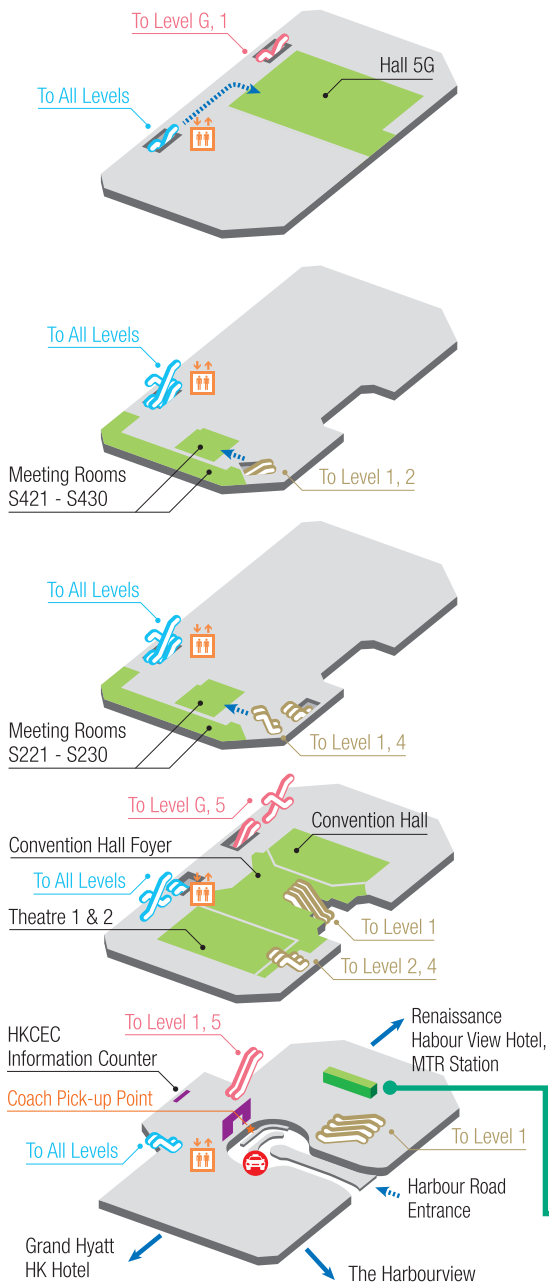 To Level G, 1
Hall 5G
To All Levels
To All Levels
Meeting Rooms
S421 - S430
To Level 1, 2
To All Levels
Meeting Rooms
S221 - S230
To Level 1, 4
To Level G, 5
Convention Hall
Convention Hall Foyer
To All Levels
Theatre 1 & 2
To Level 1
To Level 2, 4
To Level 1, 5
Renaissance
Habour View Hotel,
MTR Station
HKCEC
Information Counter
Coach Pick-up Point
To All Levels
To Level 1
Harbour Road
Entrance
Grand Hyatt
HK Hotel
The Harbourview